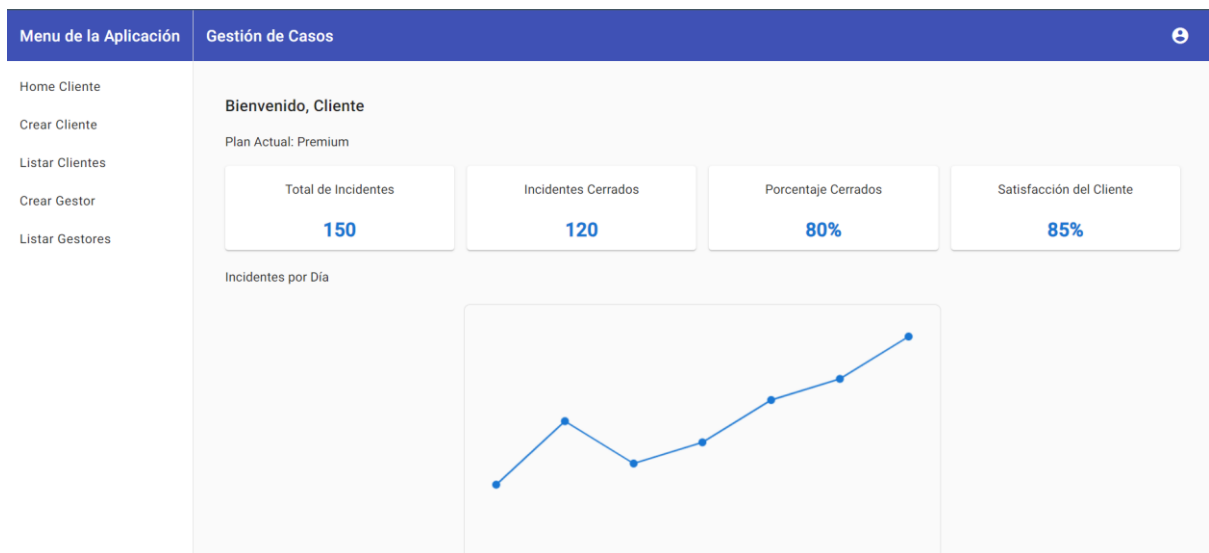 Menu de la Aplicación
Gestión de Casos
Home Cliente
Crear Cliente
Listar Clientes
Crear Gestor
Listar Gestores
Bienvenido, Cliente
Plan Actual: Premium
Total de Incidentes
150
Incidentes Cerrados
120
Porcentaje Cerrados
80%
Satisfacción del Cliente
85%
Incidentes por Día